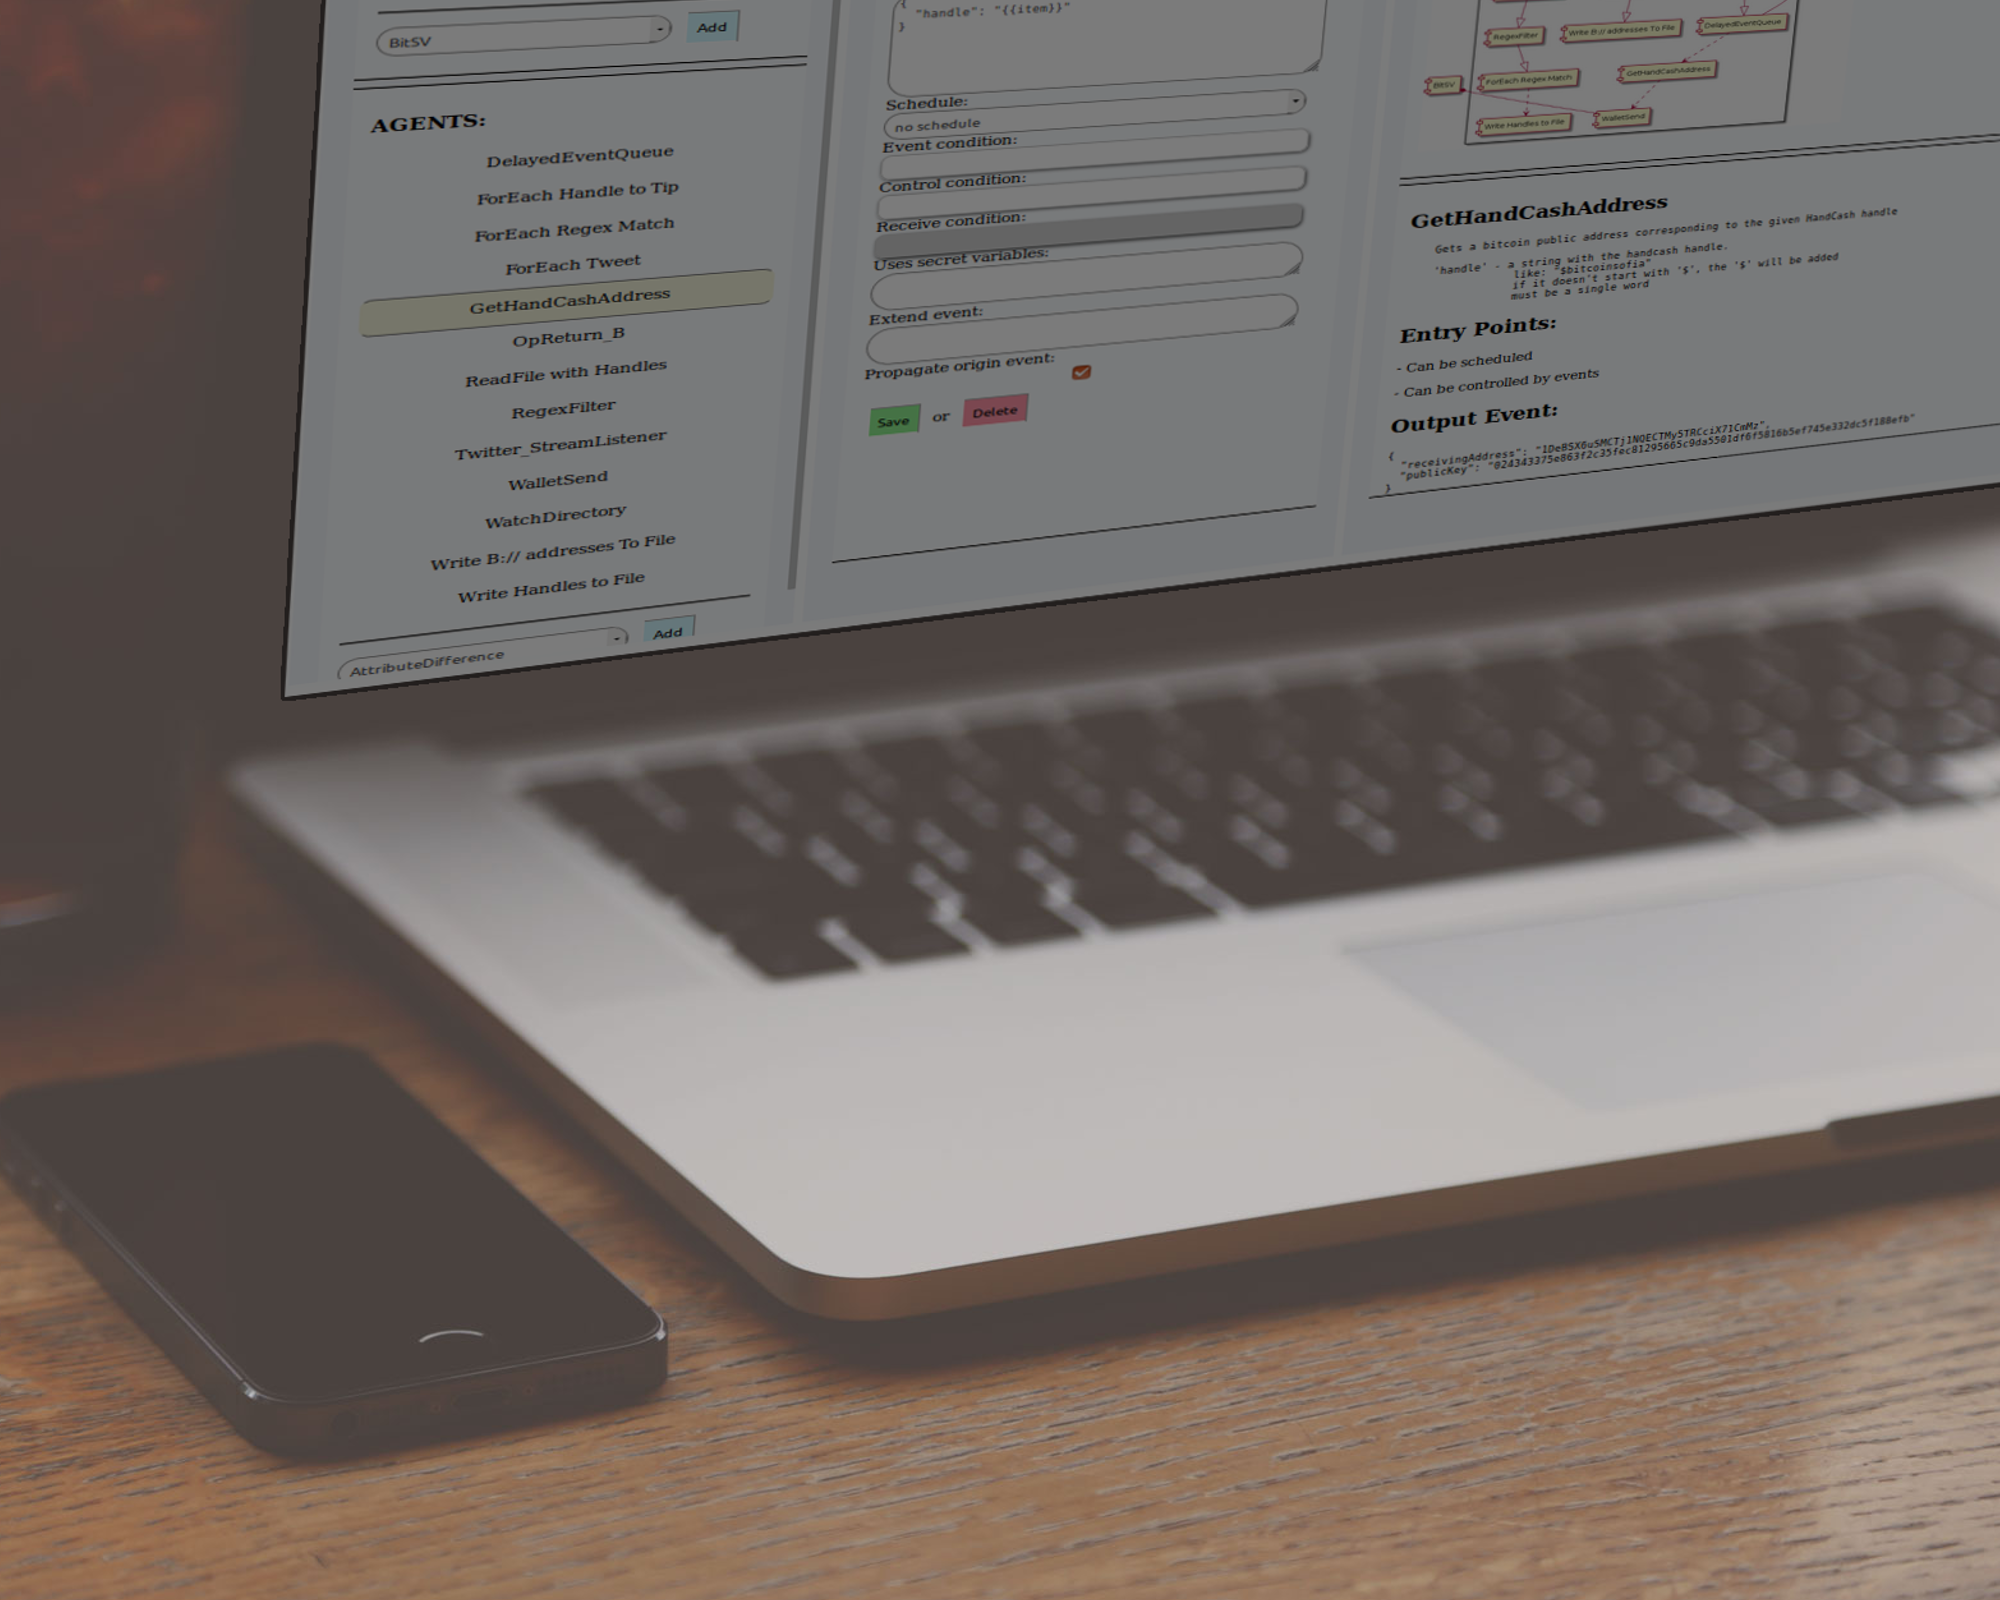 BitSV
Add
AGENTS:
DelayedEventQueue
ForEach Handle to Tip
ForEach Regex Match
ForEach Tweet
GetHandCashAddress
OpReturn_B
ReadFile with Handles
RegexFilter
Twitter_StreamListener
WalletSend
WatchDirectory
Write B:// addresses To File
Write Handles to File
AttributeDifference
Add
{
"handle": "{{item}}"
}
Schedule:
no schedule
Event condition:
Control condition:
Receive condition:
Uses secret variables:
Extend event:
Propagate origin event:
Save or Delete
RegexFilter
Write B:// addresses To File
DelayedEventQueue
BitSV
ForEach Regex Match
GetHandCashAddress
Write Handles to File
WalletSend
GetHandCashAddress
Gets a bitcoin public address corresponding to the given HandCash handle
'handle' - a string with the handcash handle.
like: "$bitcoinsofia"
if it doesn't start with '$', the '$' will be added
must be a single word
Entry Points:
- Can be scheduled
- Can be controlled by events
Output Event:
{
"receivingAddress":
"publicKey":
}